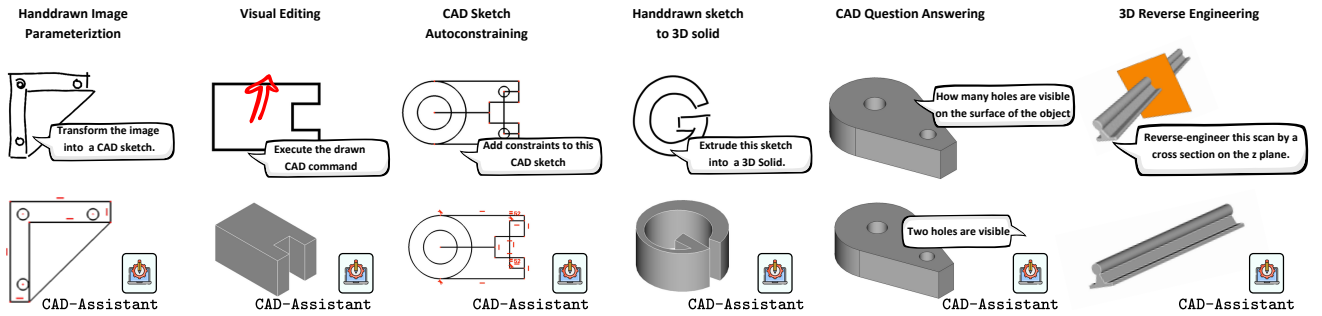 Handdrawn Image
Parameteriztion
Transform the image
into a CAD sketch.
CAD-Assistant
Visual Editing
Execute the drawn
CAD command
CAD-Assistant
CAD Sketch
Autoconstraining
Add constraints to this
CAD sketch
CAD-Assistant
Handdrawn sketch
to 3D solid
Extrude this sketch
into a 3D Solid.
CAD-Assistant
CAD Question Answering
How many holes are visible
on the surface of the object
Two holes are visible
CAD-Assistant
3D Reverse Engineering
Reverse-engineer this scan by a
cross section on the z plane.
CAD-Assistant